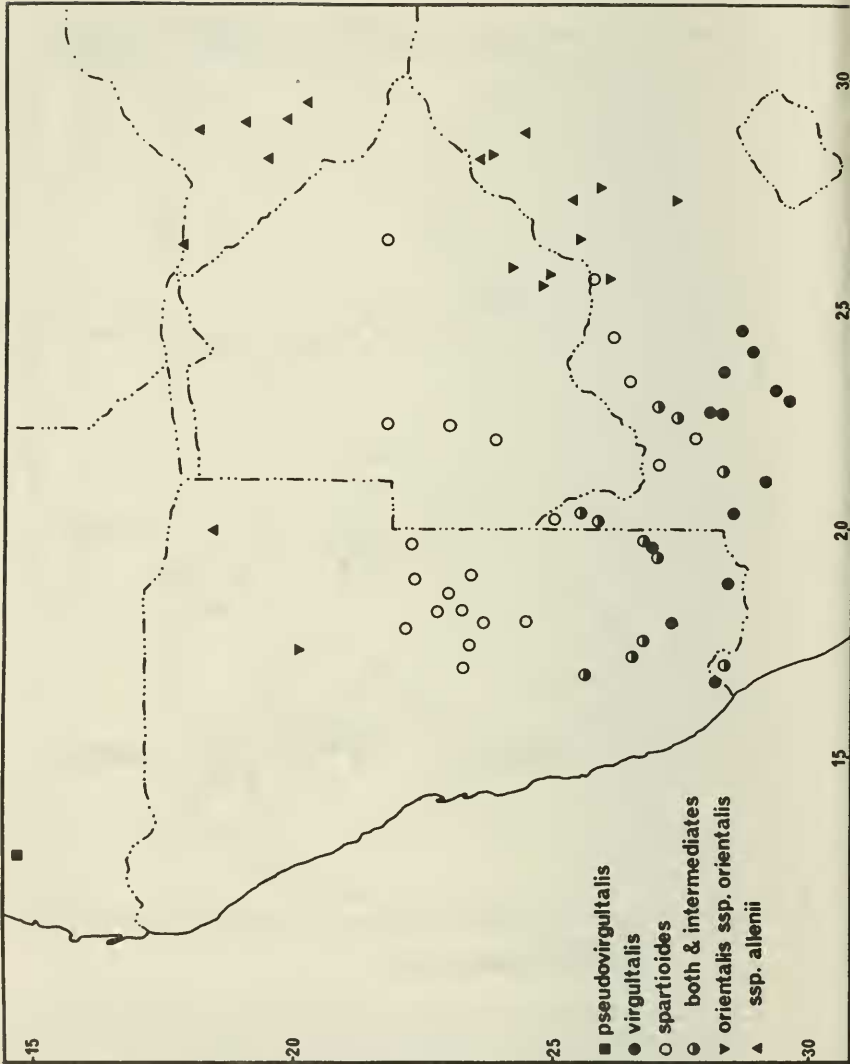 -15
-20
-25
-30
15
20
25
30
pseudovirgultalis
virgultalis
spartioides
both & intermediates
orientalis ssp. orientalis
ssp. allenii